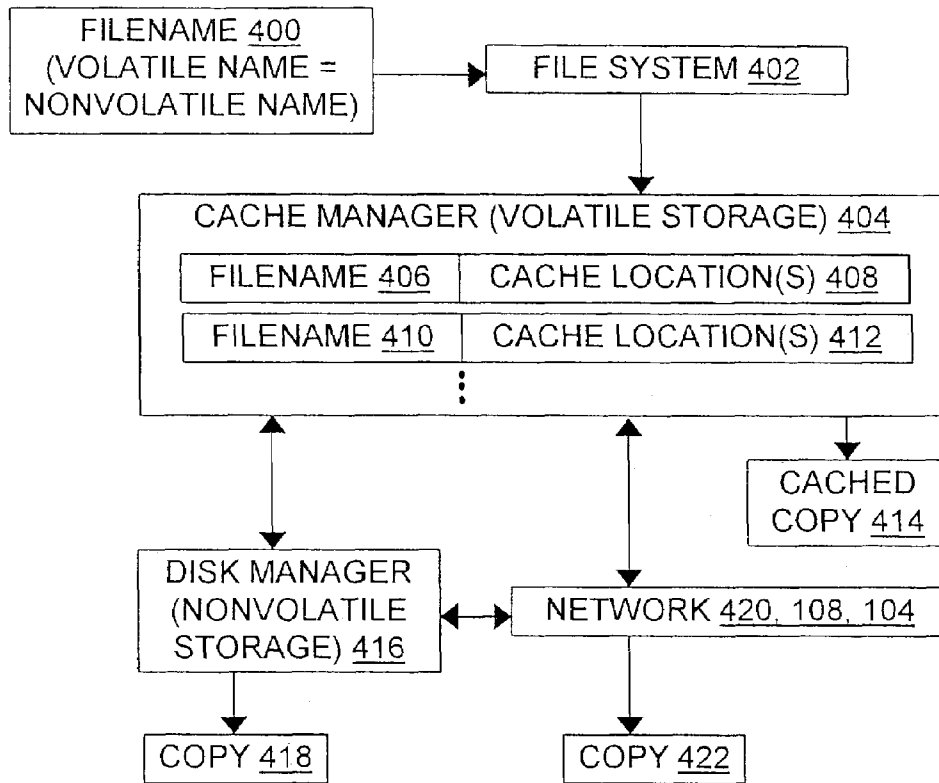 FILENAME 400
(VOLATILE NAME =
NONVOLATILE NAME)
FILE SYSTEM 402
CACHE MANAGER (VOLATILE STORAGE) 404
FILENAME 406 CACHE LOCATION(S) 408
FILENAME 410 CACHE LOCATION(S) 412
CACHED
COPY 414
DISK MANAGER
(NONVOLATILE
STORAGE) 416
NETWORK 420, 108, 104
COPY 418
COPY 422